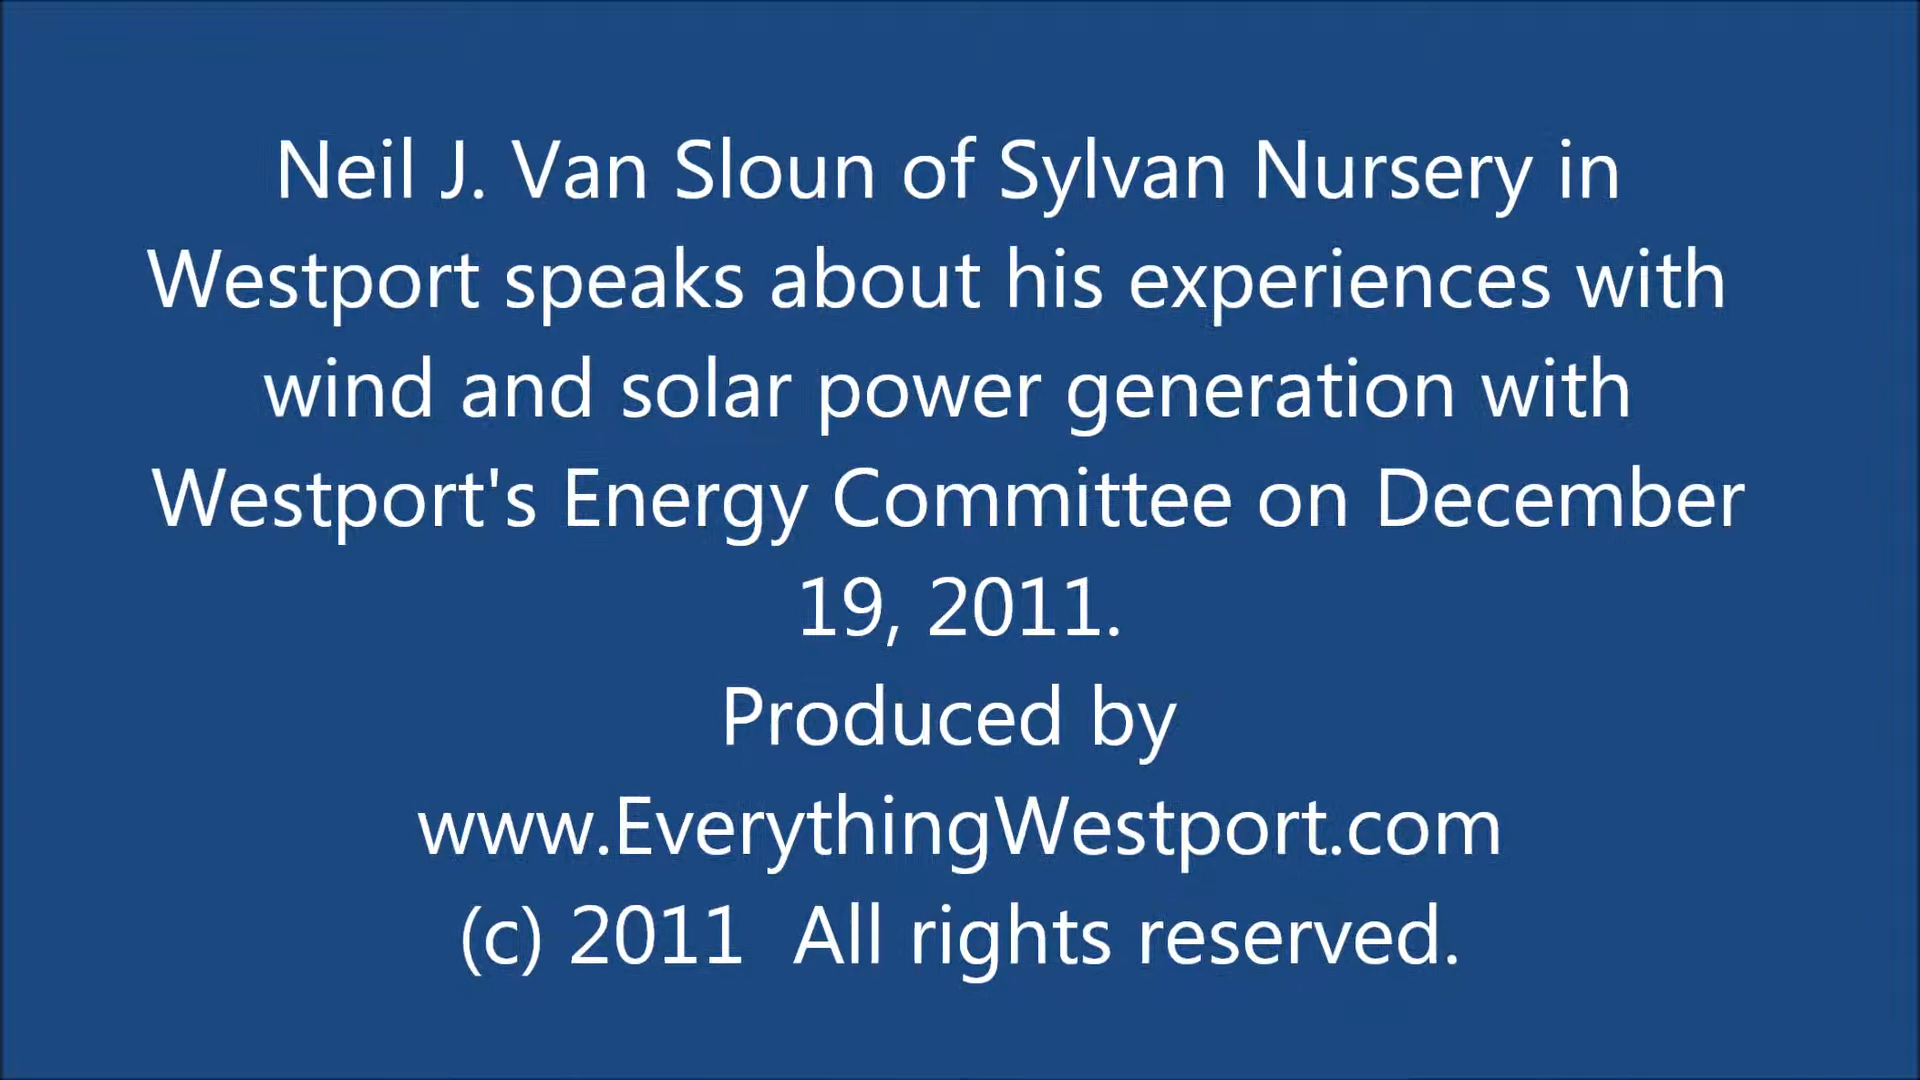 Neil J. Van Sloun of Sylvan Nursery in
Westport speaks about his experiences with
wind and solar power generation with
Westport's Energy Committee on December
19, 2011.
Produced by
www.EverythingWestport.com
(c) 2011  All rights reserved.